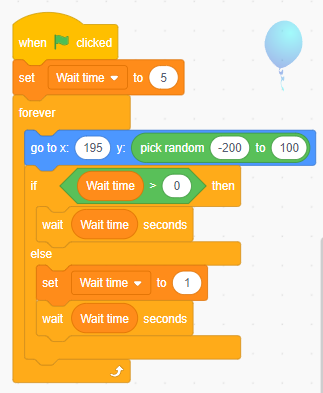 when clicked
set Wait time to 5
forever
go to x: 195 y: pick random -200 to 100
if Wait time > 0 then
wait Wait time seconds
else
set Wait time to 1
wait Wait time seconds